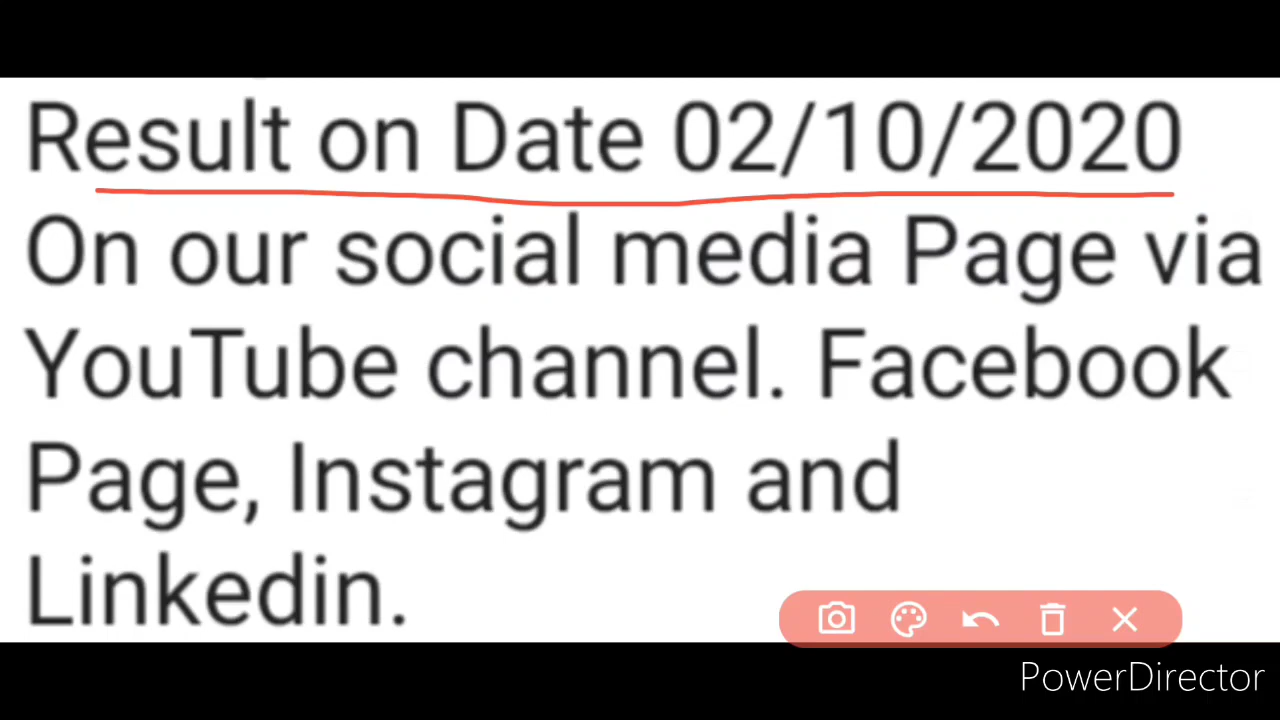 Result on Date 02/10/2020
On our social media Page via
YouTube channel. Facebook
Page, Instagram and
Linkedin.
PowerDirector